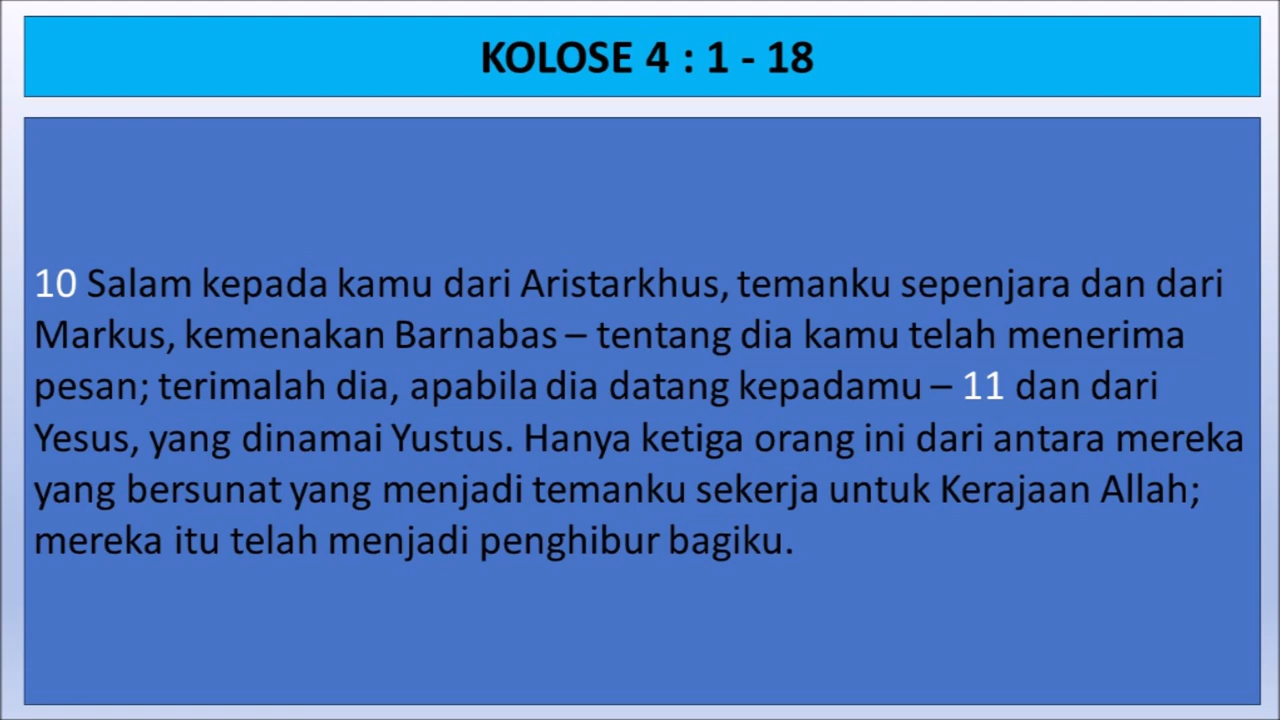 KOLOSE 4 : 1 - 18
10 Salam kepada kamu dari Aristarkhus, temanku sepenjara dan dari
Markus, kemenakan Barnabas – tentang dia kamu telah menerima
pesan; terimalah dia, apabila dia datang kepadamu – 11 dan dari
Yesus, yang dinamai Yustus. Hanya ketiga orang ini dari antara mereka
yang bersunat yang menjadi temanku sekerja untuk Kerajaan Allah;
mereka itu telah menjadi penghibur bagiku.